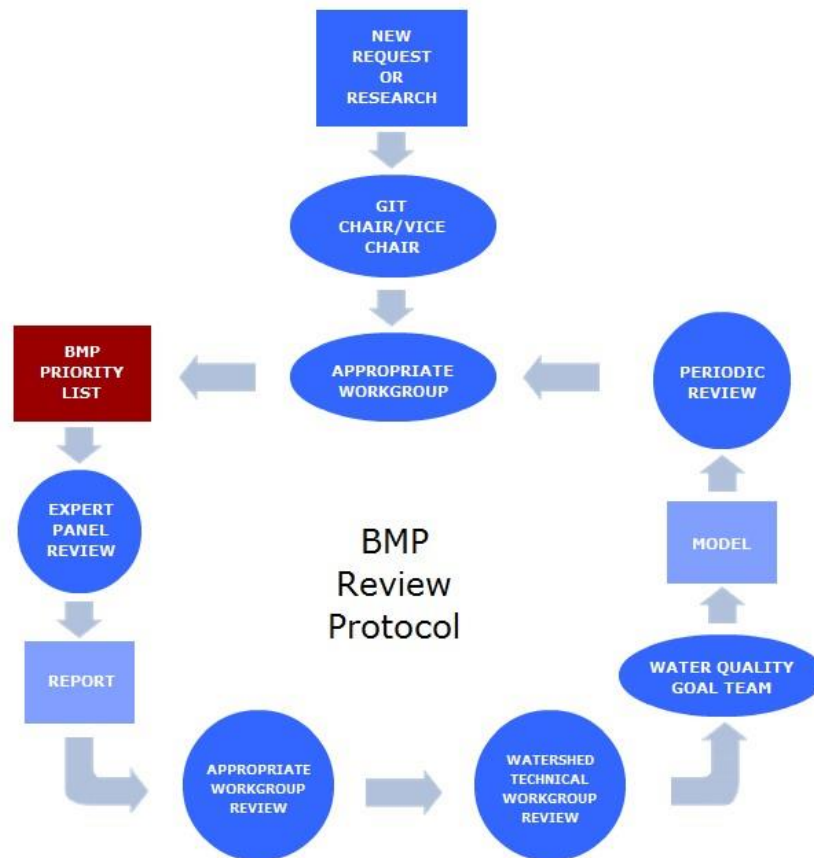 NEW
REQUEST
OR
RESEARCH
GIT
CHAIR/VICE
CHAIR
BMP
PRIORITY
LIST
APPROPRIATE
WORKGROUP
PERIODIC
REVIEW
EXPERT
PANEL
REVIEW
BMP
Review
Protocol
MODEL
REPORT
WATER QUALITY
GOAL TEAM
APPROPRIATE
WORKGROUP
REVIEW
WATERSHED
TECHNICAL
WORKGROUP
REVIEW